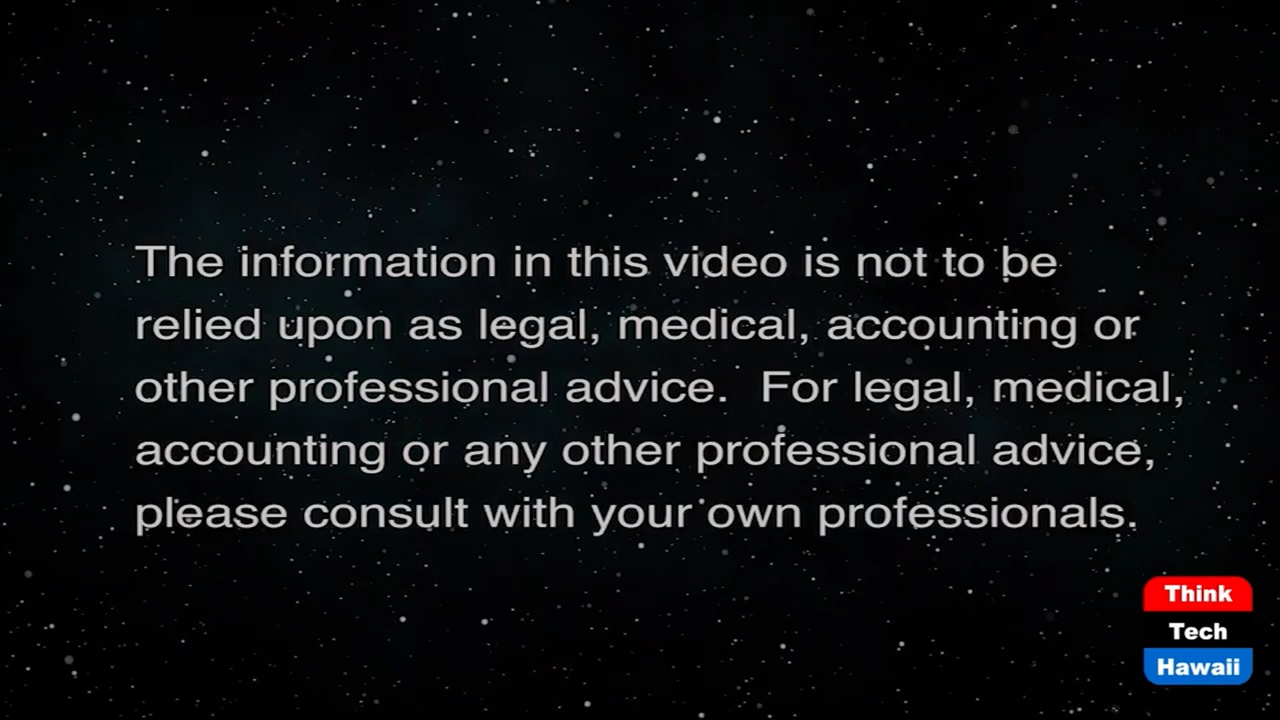 The information in this video is not to be
relied upon as legal, medical, accounting or
other professional advice.  For legal, medical,
accounting or any other professional advice,
please consult with your own professionals.
Think
Tech
Hawaii